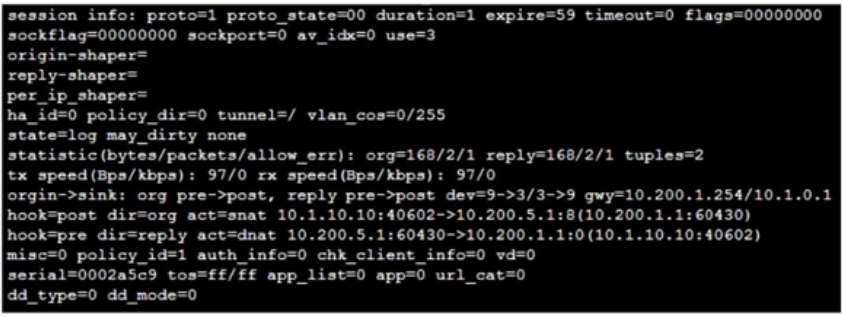 session info: proto=1 proto_state=00 duration=1 expire=59 timeout=0 flags=00000000
sockflag=00000000 sockport=0 av_idx=0 use=3
origin-shaper=
reply-shaper=
per_ip_shaper=
ha_id=0 policy_dir=0 tunnel=/ vlan_cos=0/255
state=log may_dirty none
statistic(bytes/packets/allow_err): org=168/2/1 reply=168/2/1 tuples=2
tx speed(Bps/kbps): 97/0 rx speed(Bps/kbps): 97/0
orgin->sink: org pre->post, reply pre->post dev=9->3/3->9 gwy=10.200.1.254/10.1.0.1
hook=post dir=org act=snat 10.1.10.10:40602->10.200.5.1:8(10.200.1.1:60430)
hook=pre dir=reply act=dnat 10.200.5.1:60430->10.200.1.1:0(10.1.10.10:40602)
misc=0 policy_id=1 auth_info=0 chk_client_info=0 vd=0
serial=0002a5c9 tos=ff/ff app_list=0 app=0 url_cat=0
dd_type=0 dd_mode=0